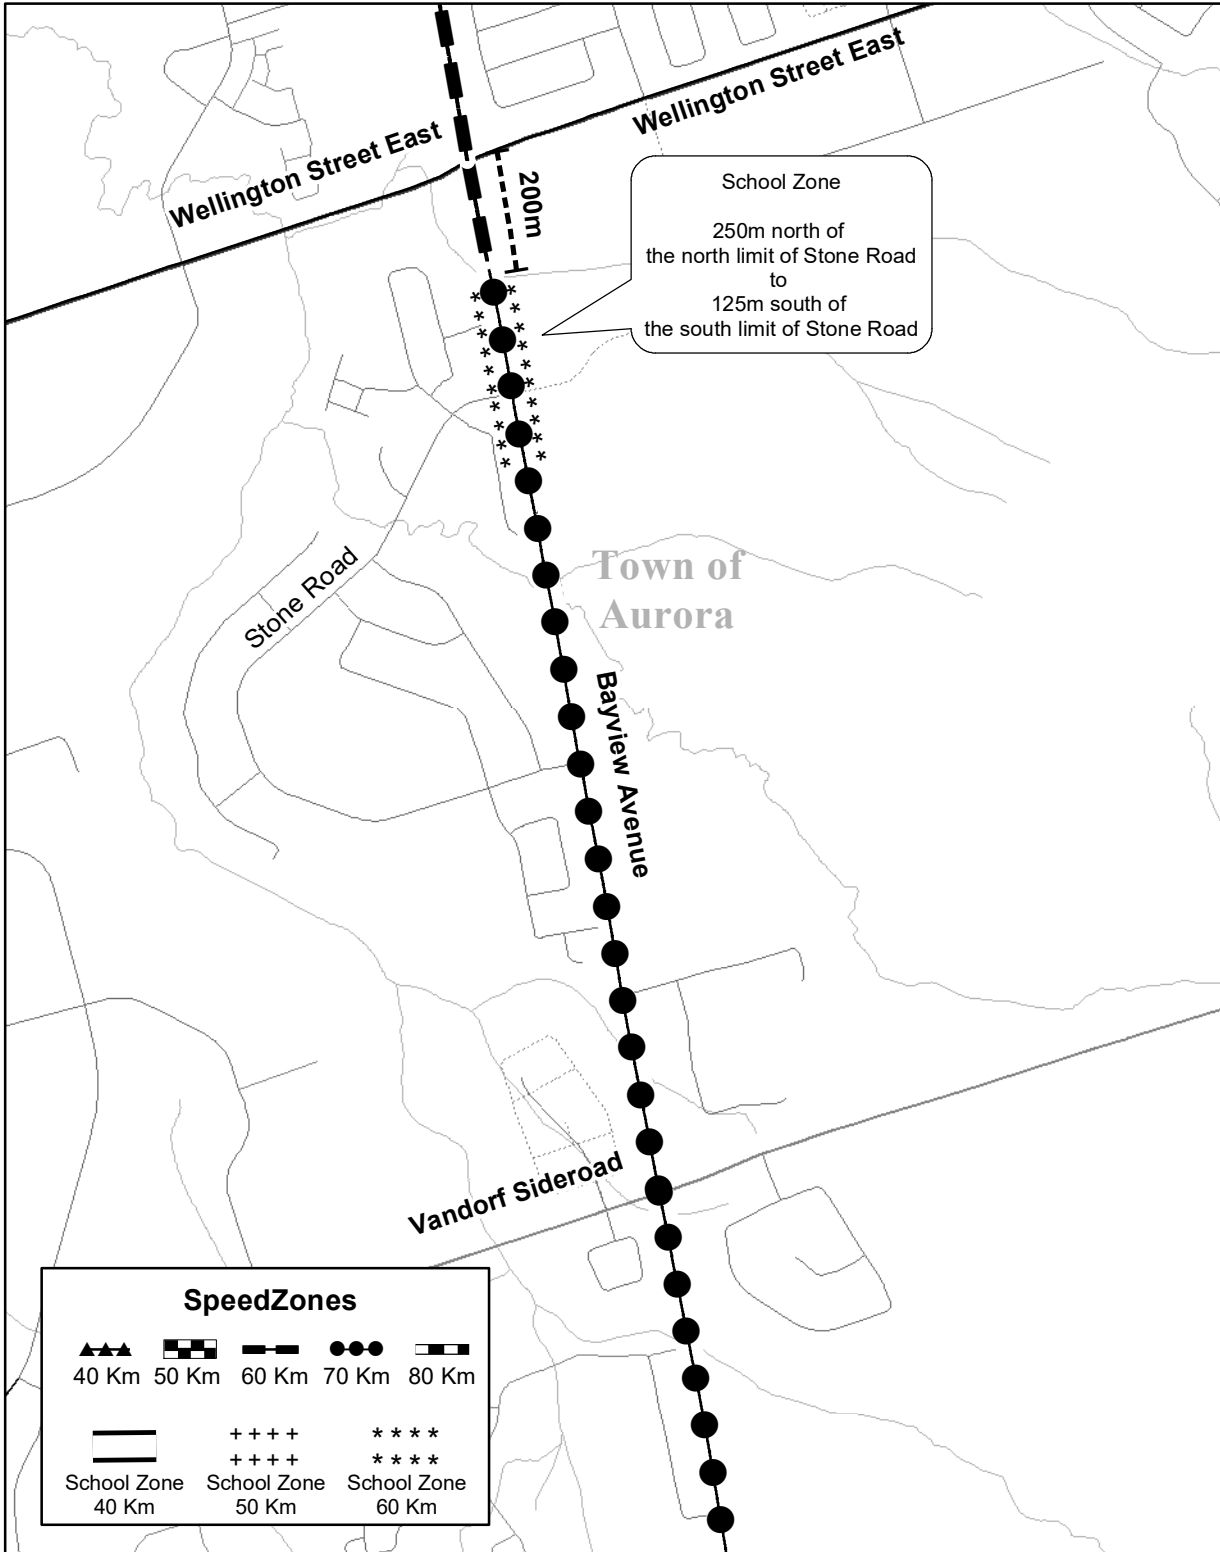 Wellington Street East
Wellington Street East
200m
School Zone
250m north of
the north limit of Stone Road
to
125m south of
the south limit of Stone Road
Stone Road
Town of
Aurora
Bayview Avenue
Vandorf Sideroad
SpeedZones
40 Km 50 Km 60 Km 70 Km 80 Km
School Zone School Zone School Zone
40 Km 50 Km 60 Km